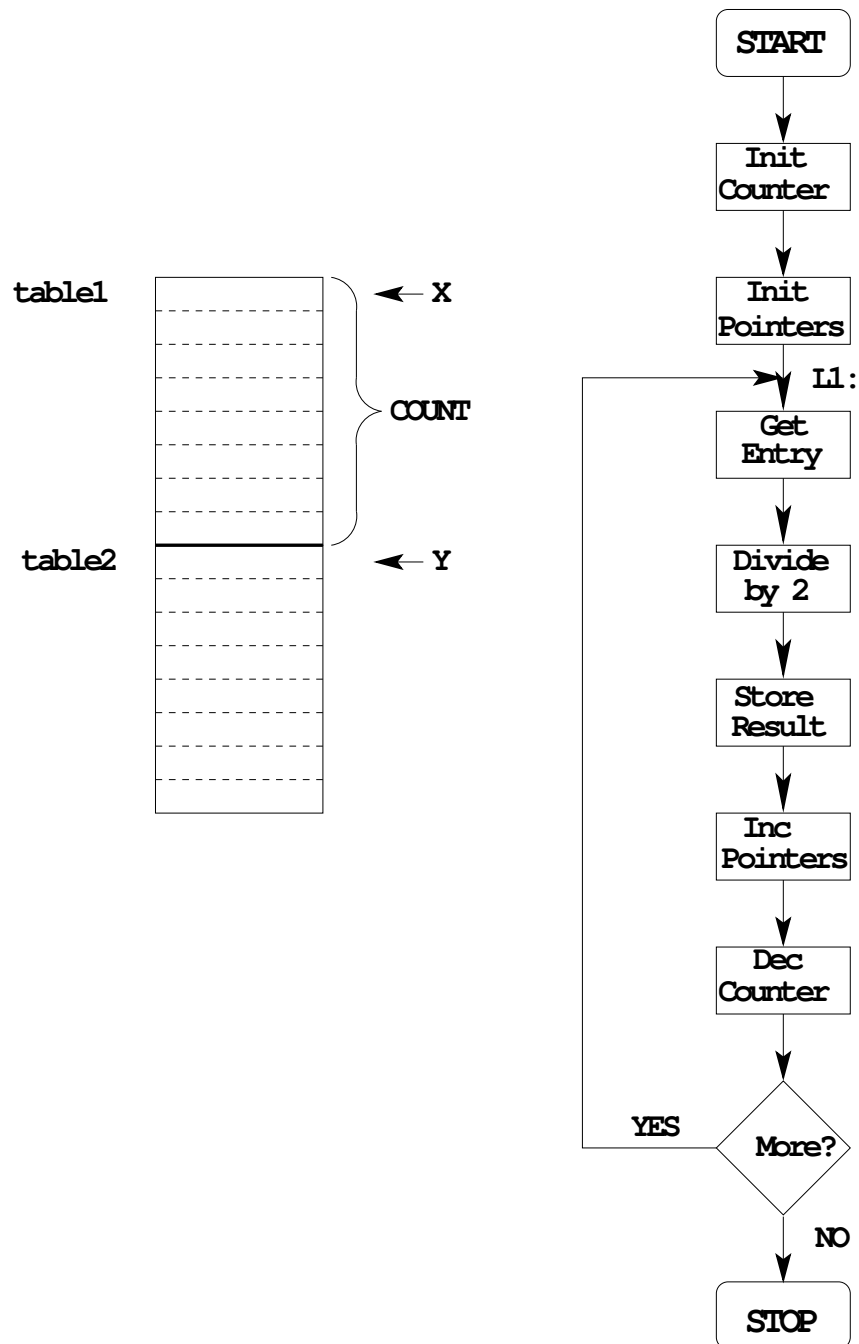 table1
X
COUNT
table2
Y
START
Init
Counter
Init
Pointers
L1:
Get
Entry
Divide
by 2
Store
Result
Inc
Pointers
Dec
Counter
More?
YES
NO
STOP